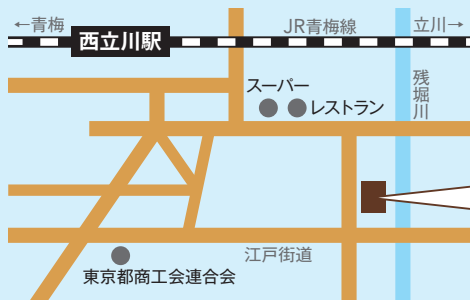 ←青梅
西立川駅
JR青梅線
立川→
スーパー
レストラン
残堀川
江戸街道
東京都商工会連合会